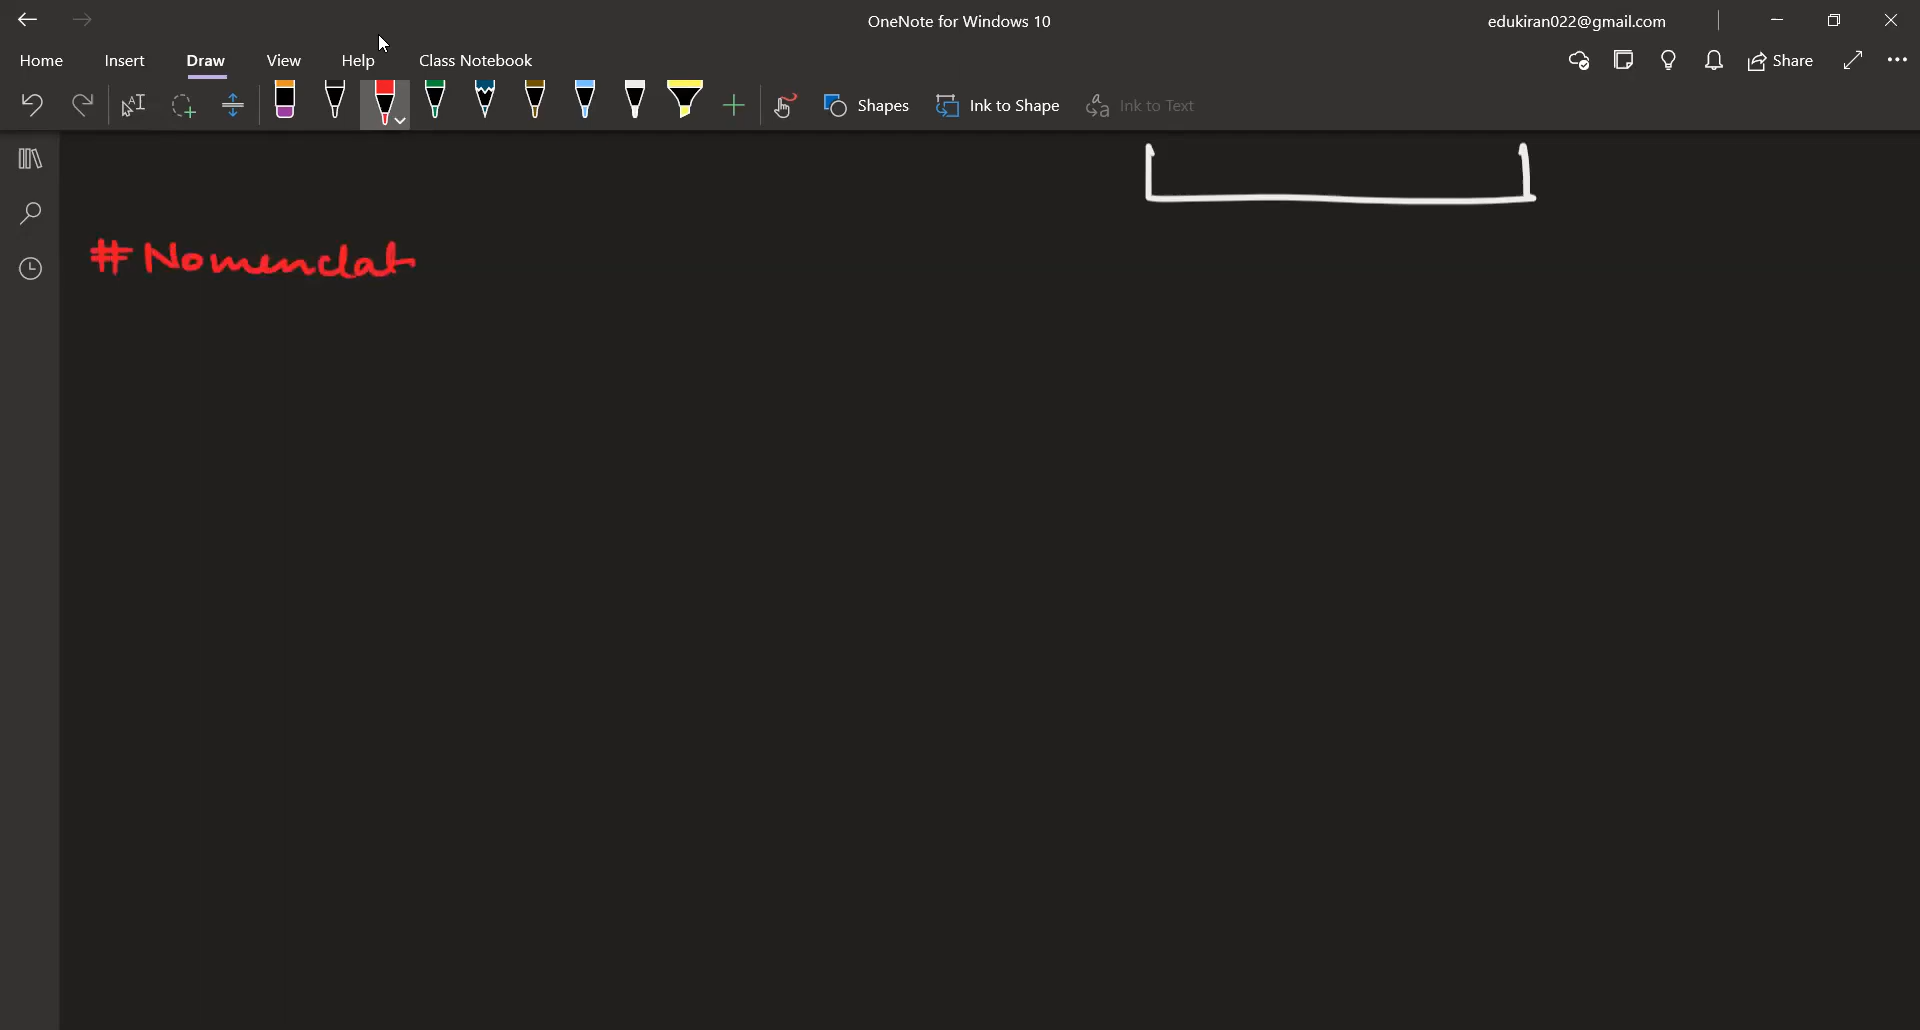 OneNote for Windows 10
edukiran022@gmail.com
Home Insert Draw View Help Class Notebook
Share
Shapes Ink to Shape Ink to Text
# Nomenclat